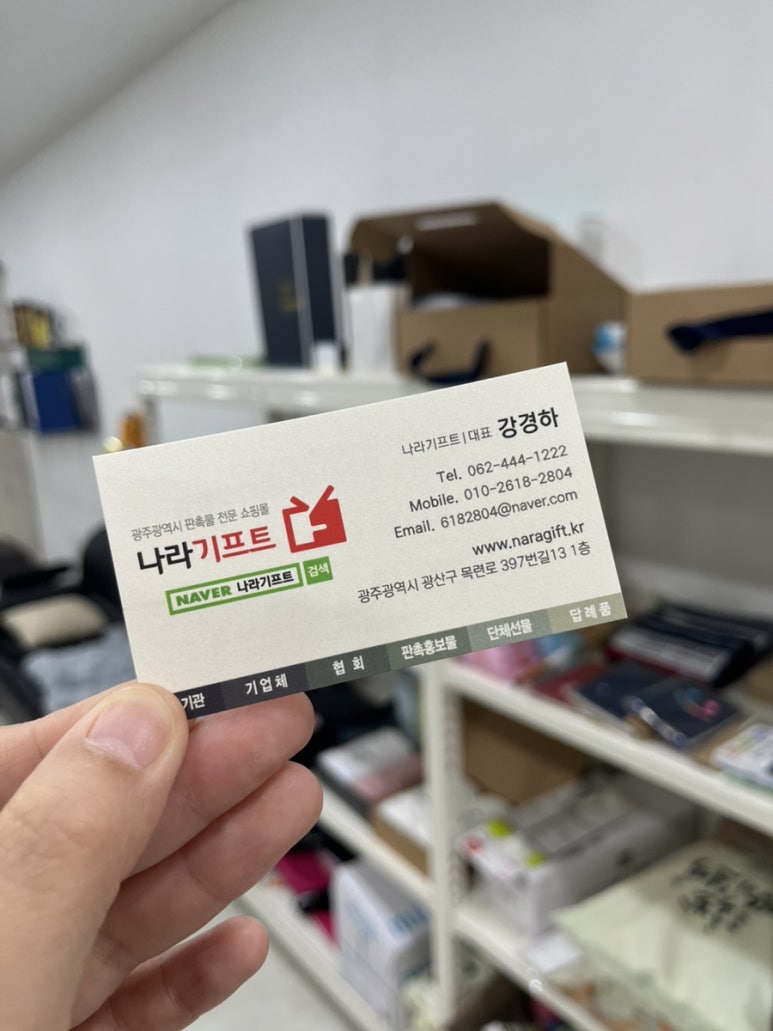 광주광역시 판촉물 전문 쇼핑몰
나라기프트
NAVER 나라기프트 검색
나라기프트 | 대표 강경하
Tel. 062-444-1222
Mobile. 010-2618-2804
Email. 6182804@naver.com
www.naragift.kr
광주광역시 광산구 목련로 397번길13 1층
기관 기업체 협회 판촉홍보물 단체선물 답례품